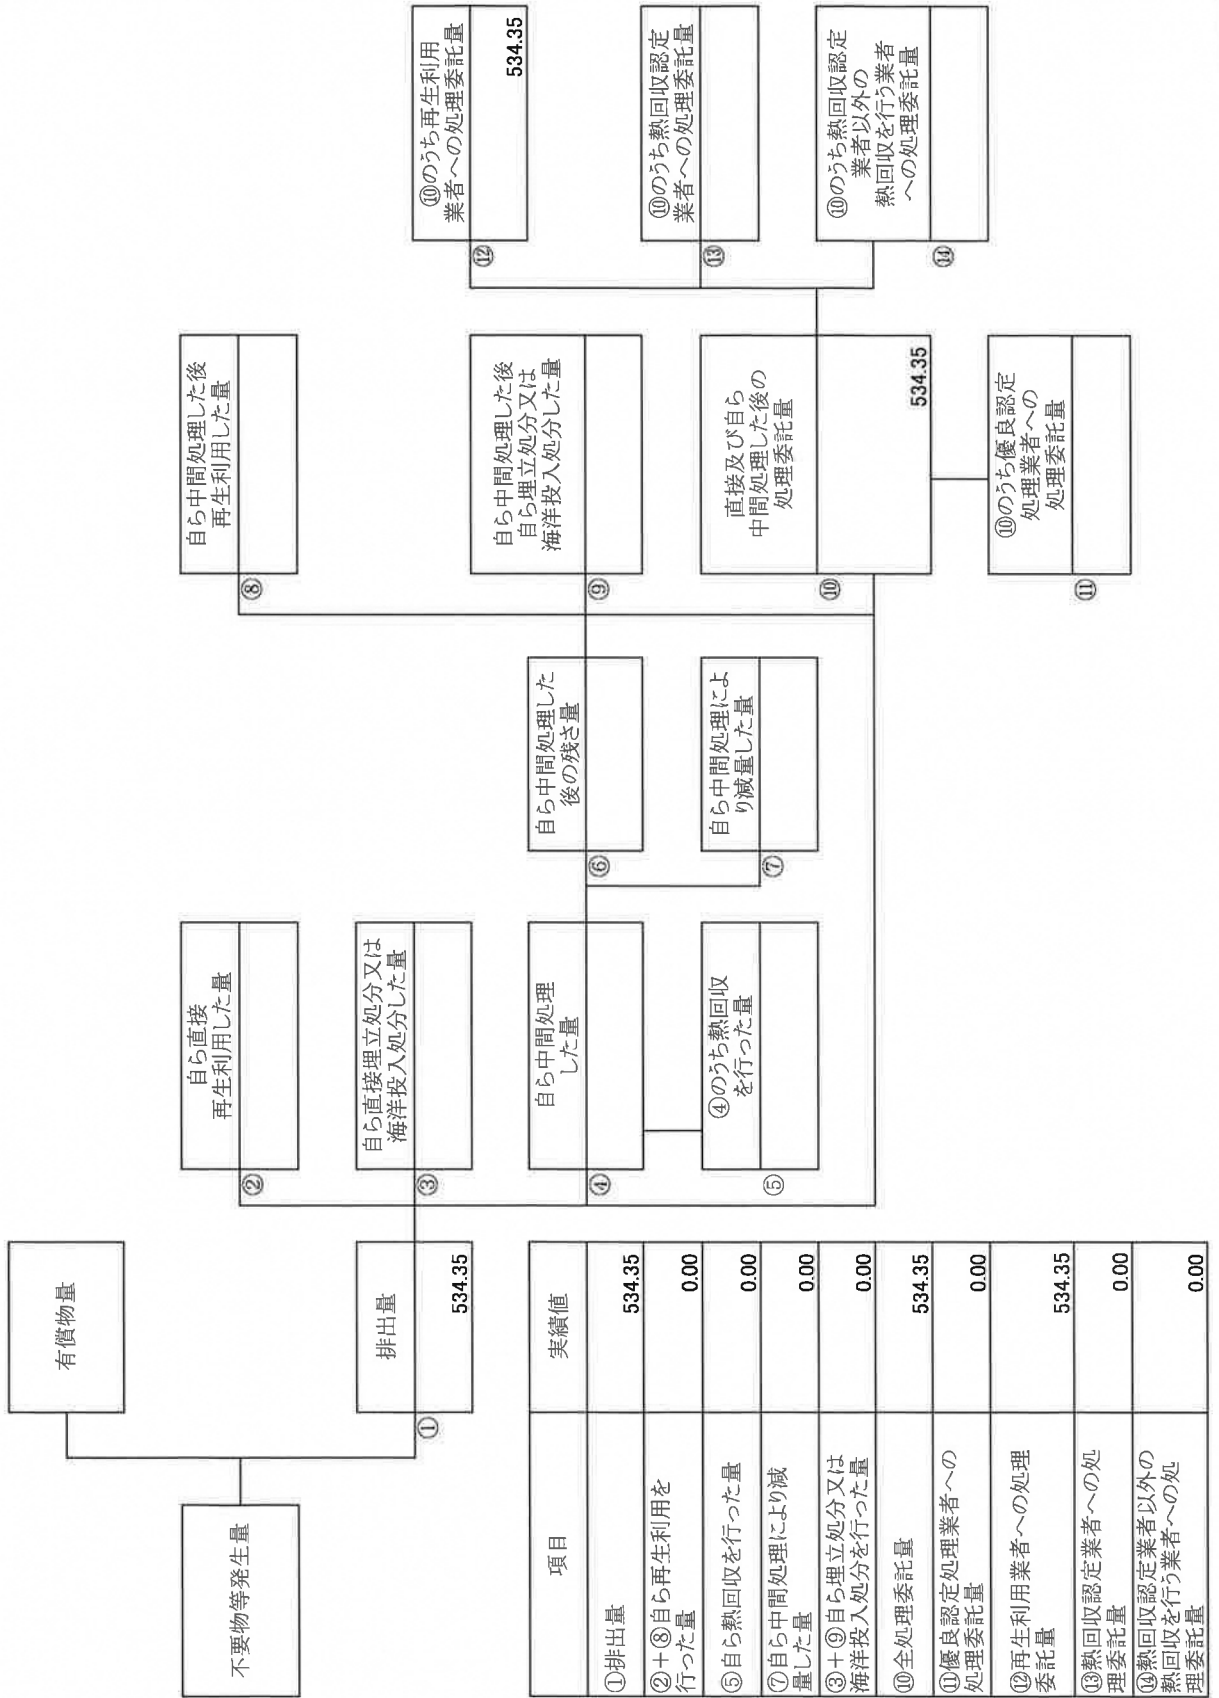 不要物等発生量
有償物量
排出量
①
534.35
自ら直接
再生利用した量
②
自ら直接埋立処分又は
海洋投入処分した量
③
自ら中間処理
した量
④
④のうち熱回収
を行った量
⑤
自ら中間処理した
後の残さ量
⑥
自ら中間処理によ
り減量した量
⑦
自ら中間処理した後
再生利用した量
⑧
自ら中間処理した後
自ら埋立処分又は
海洋投入処分した量
⑨
直接及び自ら
中間処理した後の
処理委託量
⑩
534.35
⑩のうち優良認定
処理業者への
処理委託量
⑪
⑩のうち再生利用
業者への処理委託量
⑫
534.35
⑩のうち熱回収認定
業者への処理委託量
⑬
⑩のうち熱回収認定
業者以外の
熱回収を行う業者
への処理委託量
⑭
項目 実績値
①排出量 534.35
②＋⑧自ら再生利用を
行った量 0.00
⑤自ら熱回収を行った量 0.00
⑦自ら中間処理により減
量した量 0.00
③＋⑨自ら埋立処分又は
海洋投入処分を行った量 0.00
⑩全処理委託量 534.35
⑪優良認定処理業者への
処理委託量 0.00
⑫再生利用業者への処理
委託量 534.35
⑬熱回収認定業者への処
理委託量 0.00
⑭熱回収認定業者以外の
熱回収を行う業者への処
理委託量 0.00